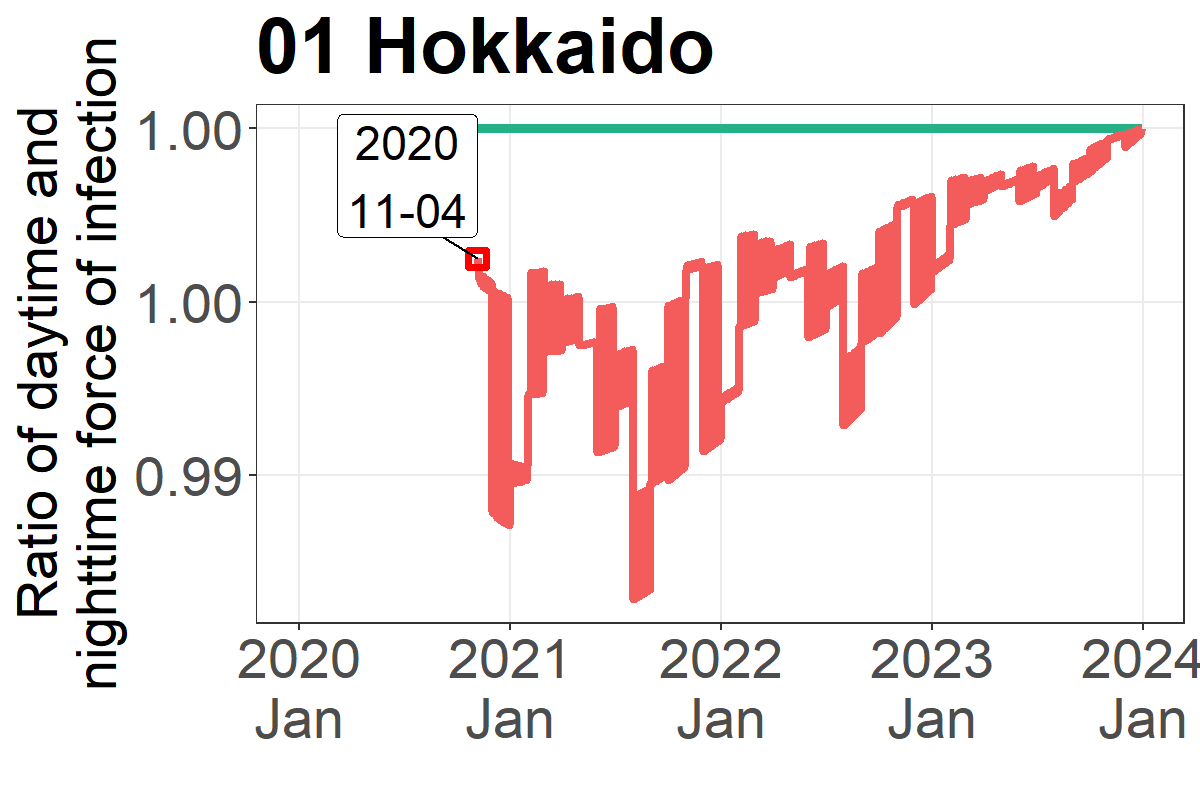 01 Hokkaido
Ratio of daytime and
nighttime force of infection
1.00
1.00
0.99
2020
11-04
2020
Jan
2021
Jan
2022
Jan
2023
Jan
2024
Jan